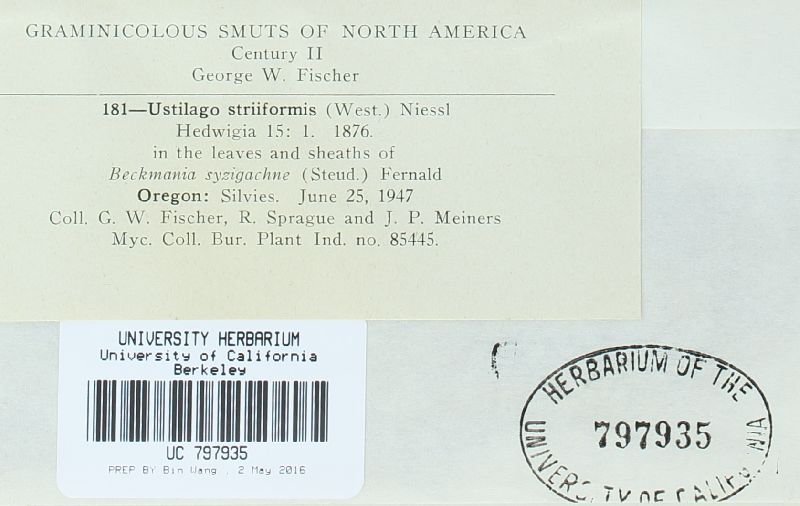 GRAMINICOLOUS SMUTS OF NORTH AMERICA
Century II
George W. Fischer
181—Ustilago striiformis (West.) Niessl
Hedwigia 15: 1. 1876.
in the leaves and sheaths of
Beckmania syzigachne (Steud.) Fernald
Oregon: Silvies. June 25, 1947
Coll. G. W. Fischer, R. Sprague and J. P. Meiners
Myc. Coll. Bur. Plant Ind. no. 85445.
UNIVERSITY HERBARIUM
University of California
Berkeley
UC 797935
PREP BY Bin Wang , 2 May 2016
HERBARIUM OF THE
797935
UNIVERSITY OF CALIFORNIA